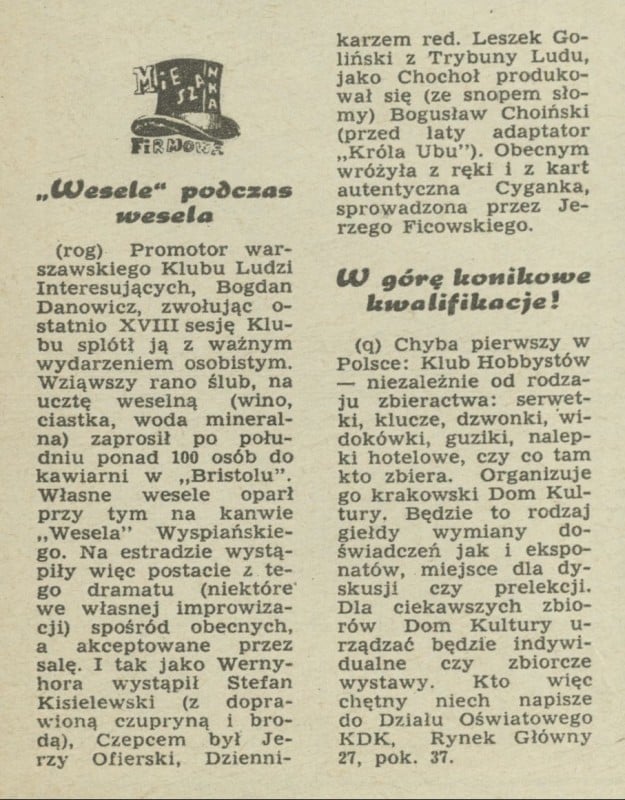 MiESZANKA
FiRMOWA
„Wesele“ podczas
wesela
(rog) Promotor war-
szawskiego Klubu Ludzi
Interesujących, Bogdan
Danowicz, zwołując o-
statnio XVIII sesję Klu-
bu splótł ją z ważnym
wydarzeniem osobistym.
Wziąwszy rano ślub, na
ucztę weselną (wino,
ciastka, woda mineral-
na) zaprosił po połu-
dniu ponad 100 osób do
kawiarni w „Bristolu".
Własne wesele oparł
przy tym na kanwie
„Wesela" Wyspiańskie-
go. Na estradzie wystą-
piły więc postacie z te-
go dramatu (niektóre
we własnej improwiza-
cji) spośród obecnych,
a akceptowane przez
salę. I tak jako Werny-
hora wystąpił Stefan
Kisielewski (z dopra-
wioną czupryną i bro-
dą), Czepcem był Je-
rzy Ofierski, Dzienni-
karzem red. Leszek Go-
liński z Trybuny Ludu,
jako Chochoł produko-
wał się (ze snopem sło-
my) Bogusław Choiński
(przed laty adaptator
„Króla Ubu"). Obecnym
wróżyła z ręki i z kart
autentyczna Cyganka,
sprowadzona przez Je-
rzego Ficowskiego.
W górę konikowe
kwalifikacje!
(q) Chyba pierwszy w
Polsce: Klub Hobbystów
— niezależnie od rodza-
ju zbieractwa: serwet-
ki, klucze, dzwonki, wi-
dokówki, guziki, nalep-
ki hotelowe, czy co tam
kto zbiera. Organizuje
go krakowski Dom Kul-
tury. Będzie to rodzaj
giełdy wymiany do-
świadczeń jak i ekspo-
natów, miejsce dla dy-
skusji czy prelekcji.
Dla ciekawszych zbio-
rów Dom Kultury u-
rządzać będzie indywi-
dualne czy zbiorcze
wystawy. Kto więc
chętny niech napisze
do Działu Oświatowego
KDK, Rynek Główny
27, pok. 37.